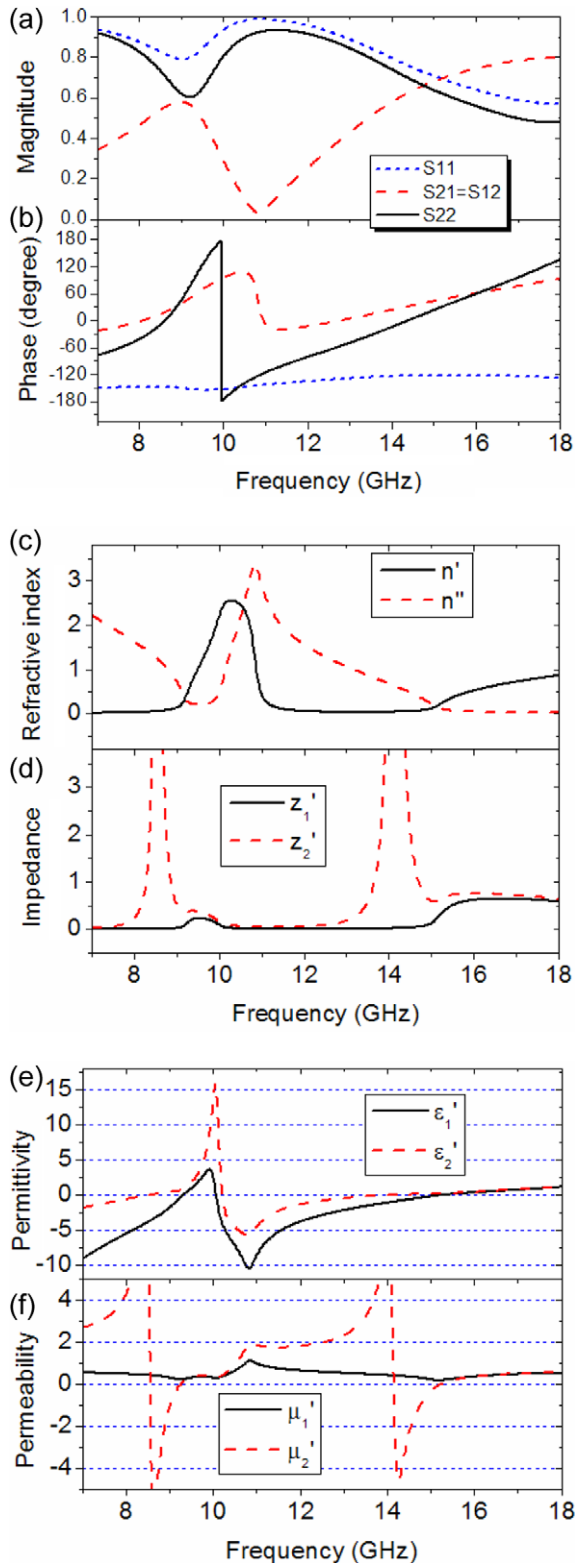 (a)
1.0
0.8
0.6
0.4
0.2
0.0
Magnitude
S11
S21=S12
S22
(b)
180
120
60
0
-60
-120
-180
Phase (degree)
8 10 12 14 16 18
Frequency (GHz)
(c)
3
2
1
0
Refractive index
n'
n''
(d)
3
2
1
0
Impedance
z1'
z2'
8 10 12 14 16 18
Frequency (GHz)
(e)
15
10
5
0
-5
-10
Permittivity
ε1'
ε2'
(f)
4
2
0
-2
-4
Permeability
μ1'
μ2'
8 10 12 14 16 18
Frequency (GHz)